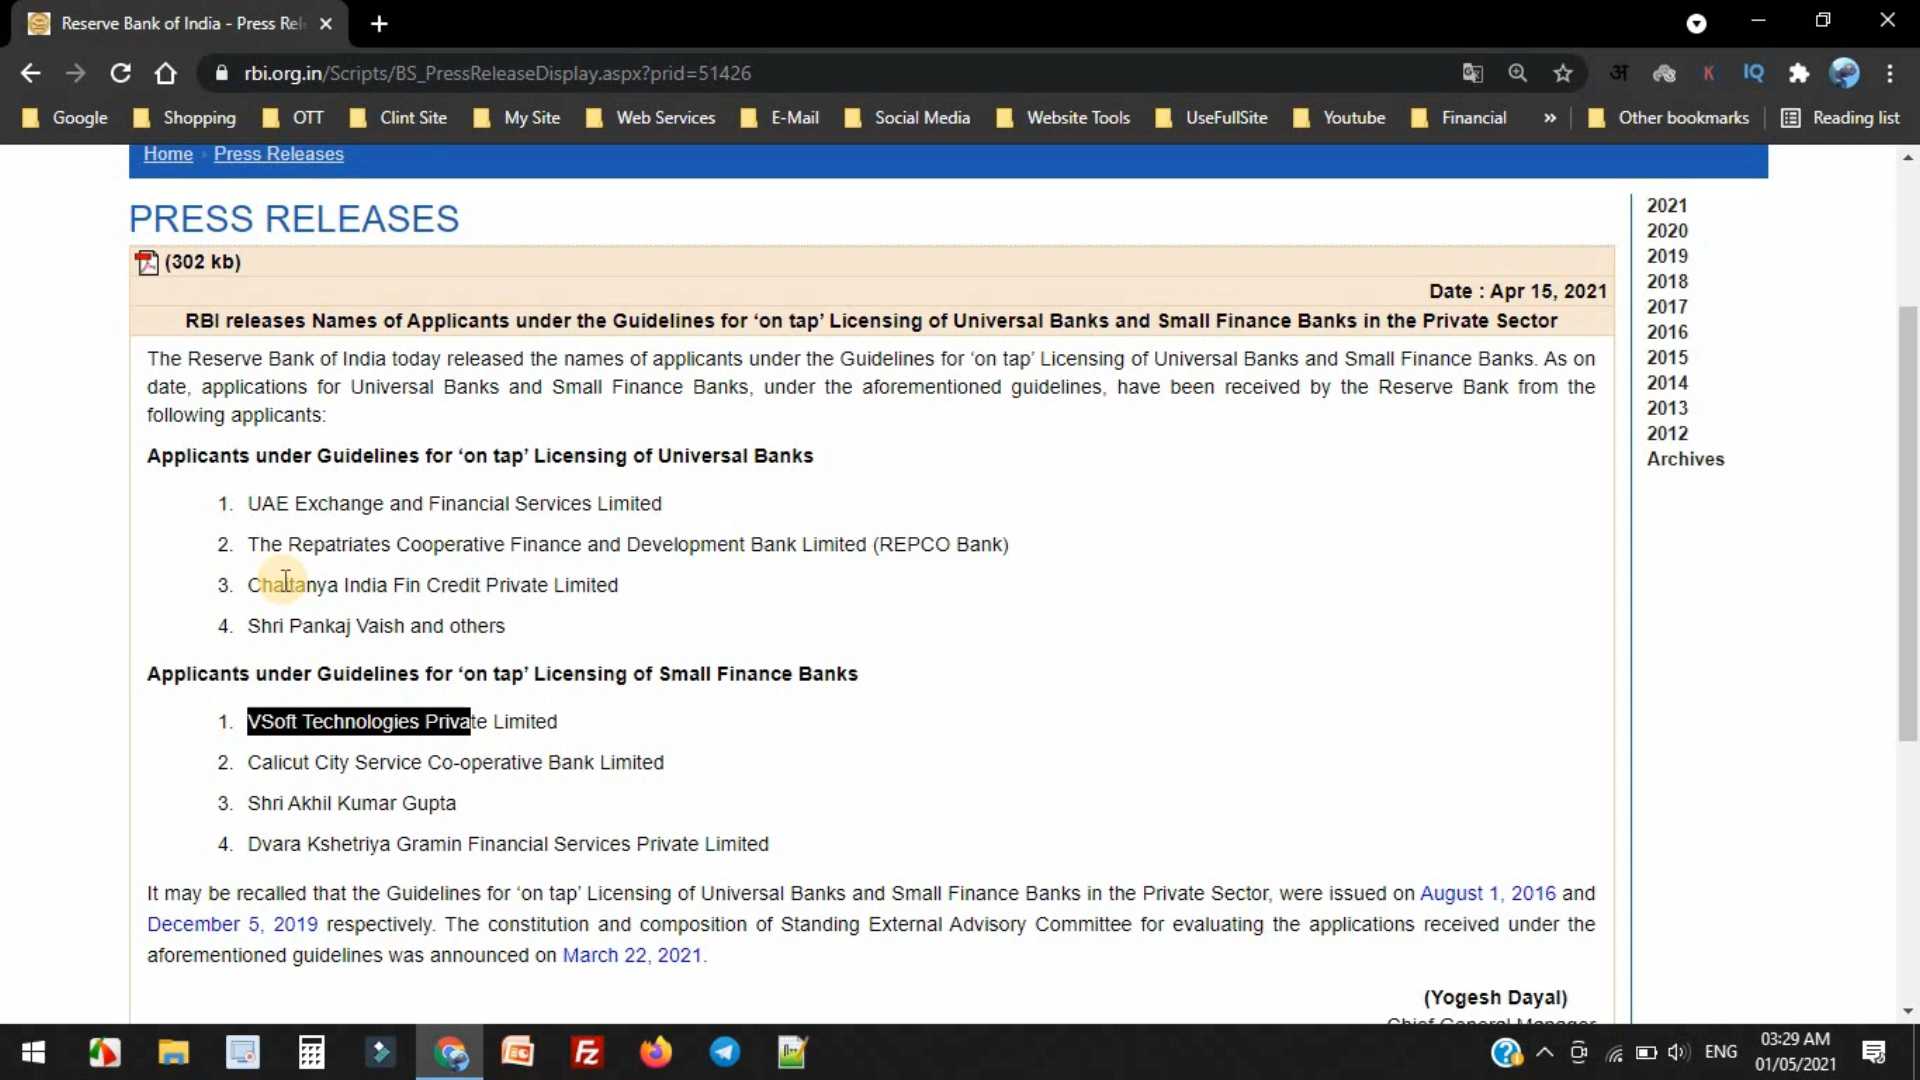 Reserve Bank of India - Press Rel
rbi.org.in/Scripts/BS_PressReleaseDisplay.aspx?prid=51426
अ K IQ
Google Shopping OTT Clint Site My Site Web Services E-Mail Social Media Website Tools UseFullSite Youtube Financial » Other bookmarks Reading list
Home Press Releases
PRESS RELEASES
(302 kb)
Date : Apr 15, 2021
RBI releases Names of Applicants under the Guidelines for ‘on tap’ Licensing of Universal Banks and Small Finance Banks in the Private Sector
The Reserve Bank of India today released the names of applicants under the Guidelines for ‘on tap’ Licensing of Universal Banks and Small Finance Banks. As on
date, applications for Universal Banks and Small Finance Banks, under the aforementioned guidelines, have been received by the Reserve Bank from the
following applicants:
Applicants under Guidelines for ‘on tap’ Licensing of Universal Banks
1. UAE Exchange and Financial Services Limited
2. The Repatriates Cooperative Finance and Development Bank Limited (REPCO Bank)
3. Chaitanya India Fin Credit Private Limited
4. Shri Pankaj Vaish and others
Applicants under Guidelines for ‘on tap’ Licensing of Small Finance Banks
1. VSoft Technologies Private Limited
2. Calicut City Service Co-operative Bank Limited
3. Shri Akhil Kumar Gupta
4. Dvara Kshetriya Gramin Financial Services Private Limited
It may be recalled that the Guidelines for ‘on tap’ Licensing of Universal Banks and Small Finance Banks in the Private Sector, were issued on August 1, 2016 and
December 5, 2019 respectively. The constitution and composition of Standing External Advisory Committee for evaluating the applications received under the
aforementioned guidelines was announced on March 22, 2021.
(Yogesh Dayal)
Chief General Manager
2021
2020
2019
2018
2017
2016
2015
2014
2013
2012
Archives
ENG
03:29 AM
01/05/2021